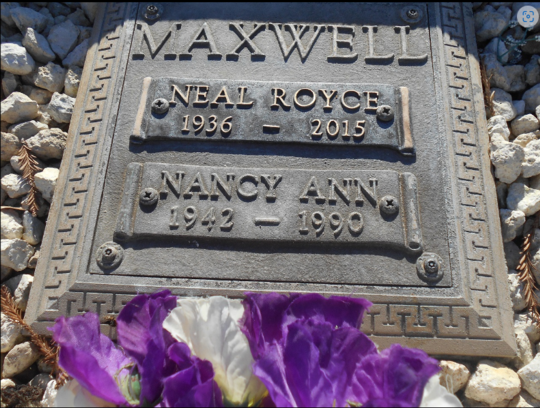 MAXWELL
NEAL ROYCE
1936 — 2015
NANCY ANN
1942 — 1990